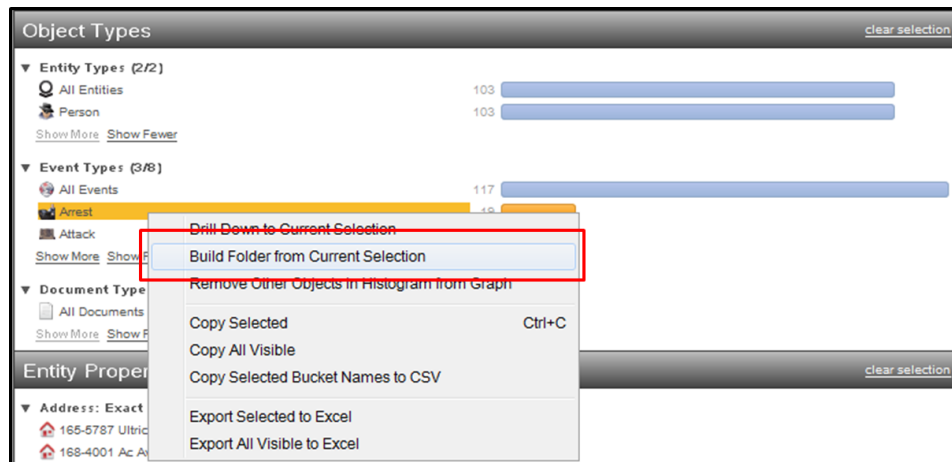 Object Types clear selection
Entity Types (2/2)
All Entities 103
Person 103
Show More Show Fewer
Event Types (3/8)
All Events 117
Arrest 19
Attack
Show More Show F
Drill Down to Current Selection
Build Folder from Current Selection
Remove Other Objects in Histogram from Graph
Copy Selected Ctrl+C
Copy All Visible
Copy Selected Bucket Names to CSV
Export Selected to Excel
Export All Visible to Excel
Document Type
All Documents
Show More Show F
Entity Proper clear selection
Address: Exact
165-5787 Ultric
168-4001 Ac A